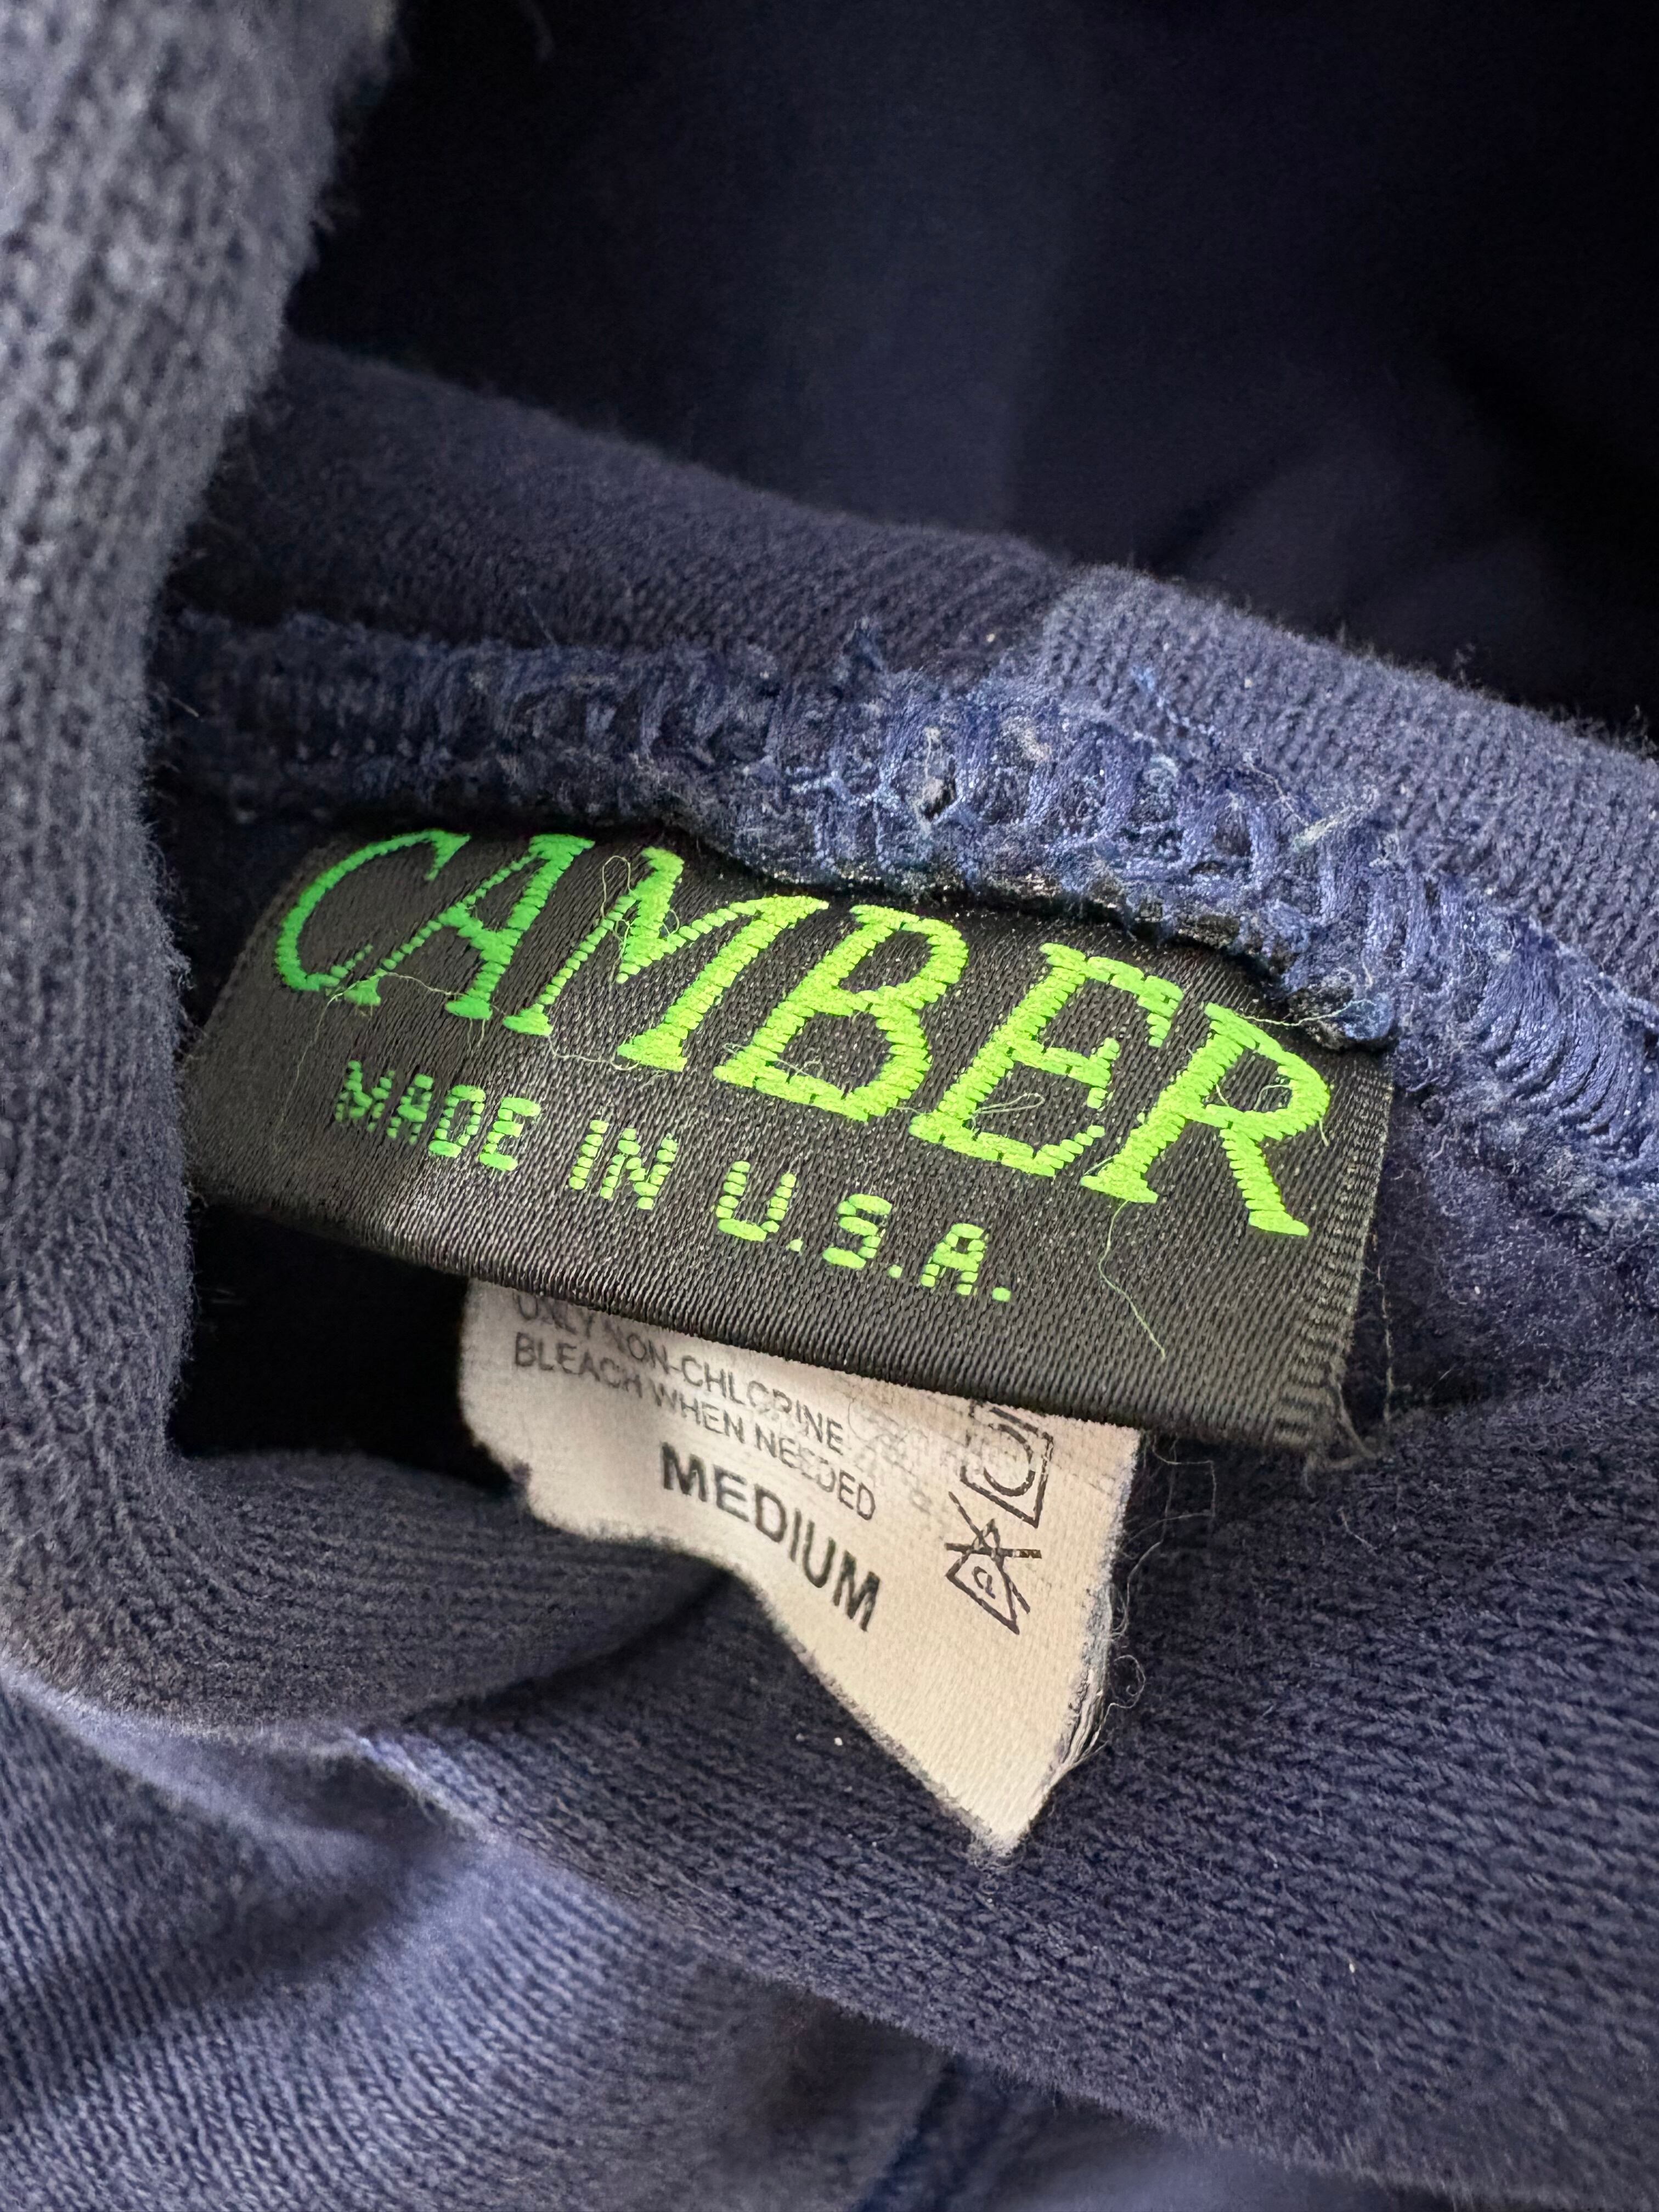 CAMBER
MADE IN U.S.A.
ONLY NON-CHLORINE
BLEACH WHEN NEEDED
MEDIUM
P